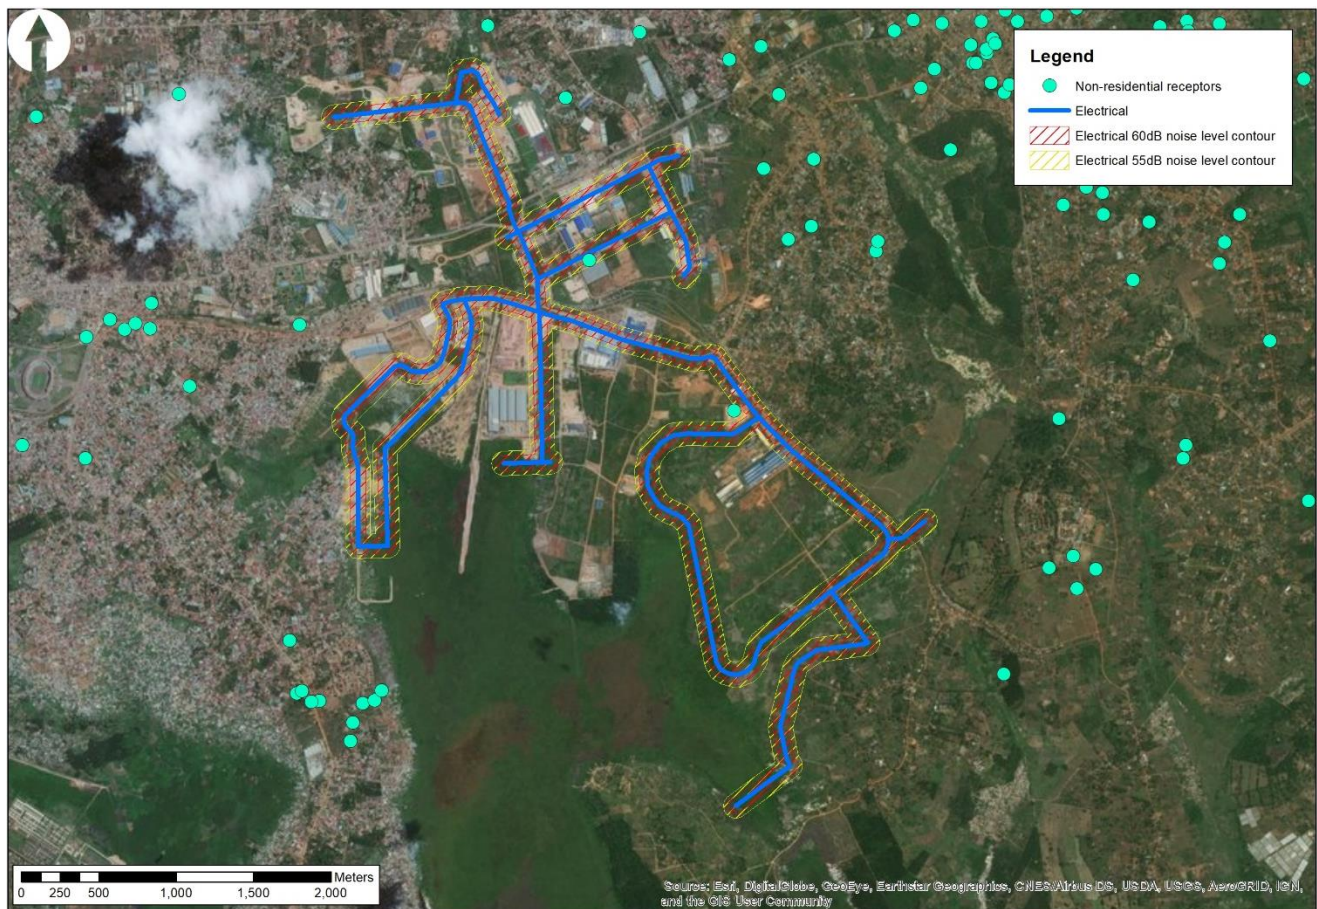 Legend
Non-residential receptors
Electrical
Electrical 60dB noise level contour
Electrical 55dB noise level contour
0 250 500 1,000 1,500 2,000 Meters
Source: Esri, DigitalGlobe, GeoEye, Earthstar Geographics, CNES/Airbus DS, USDA, USGS, AeroGRID, IGN,
and the GIS User Community